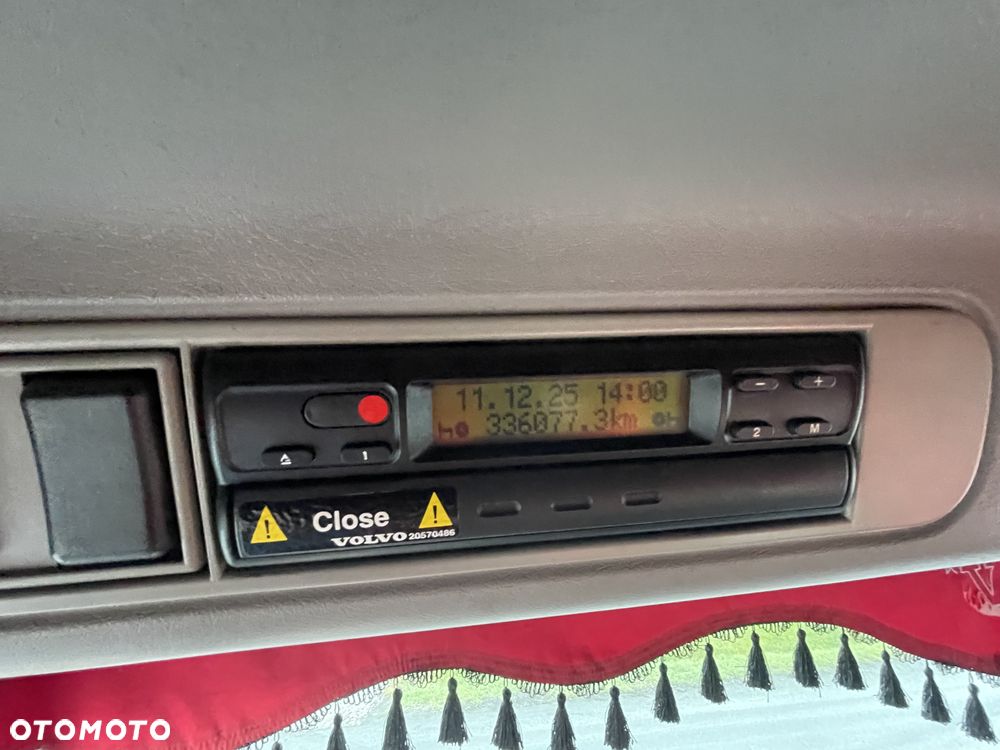 11.12.25 14:00
336077.3km
- +
1
2 M
Close
VOLVO 20570486
OTOMOTO